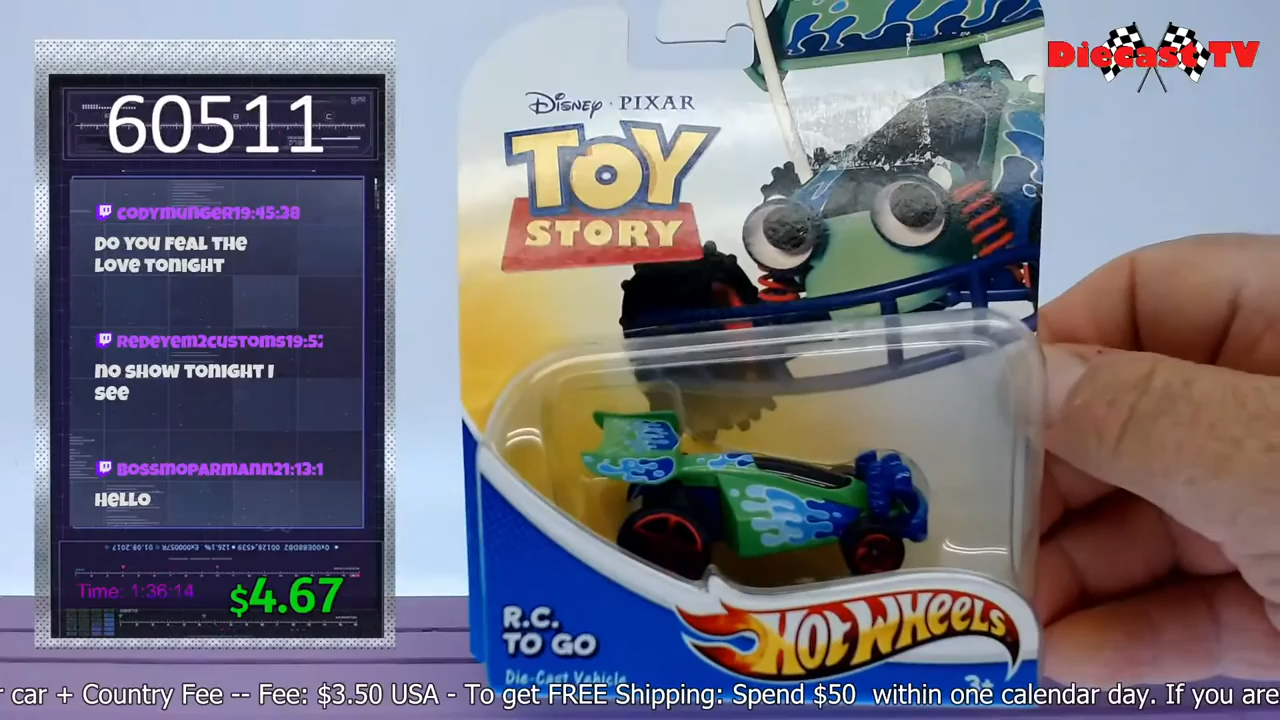 60511
codymunger19:45:38
Do you feal the
love tonight
Redeyem2customs19:52
no show tonight I
see
Bossmoparmann21:13:1
Hello
Time: 1:36:14
$4.67
Diecast TV
Disney · PIXAR
TOY
STORY
R.C.
TO GO
Die-Cast Vehicle
HOT WHEELS
3+
r car + Country Fee -- Fee: $3.50 USA - To get FREE Shipping: Spend $50 within one calendar day. If you are